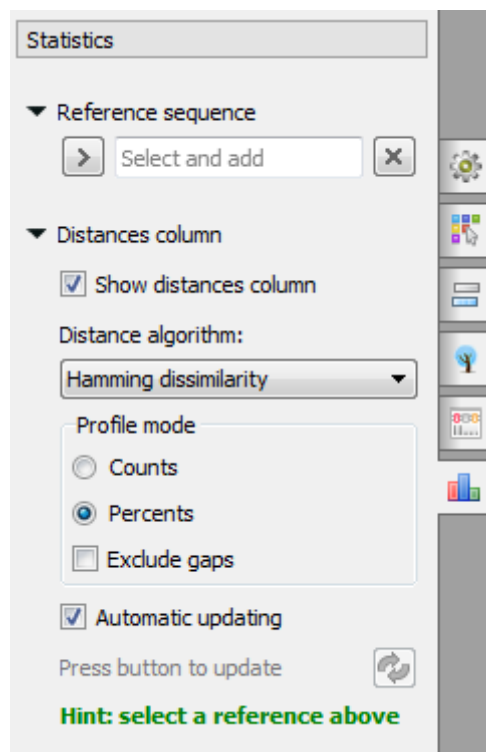 Statistics
Reference sequence
Select and add
Distances column
Show distances column
Distance algorithm:
Hamming dissimilarity
Profile mode
Counts
Percents
Exclude gaps
Automatic updating
Press button to update
Hint: select a reference above